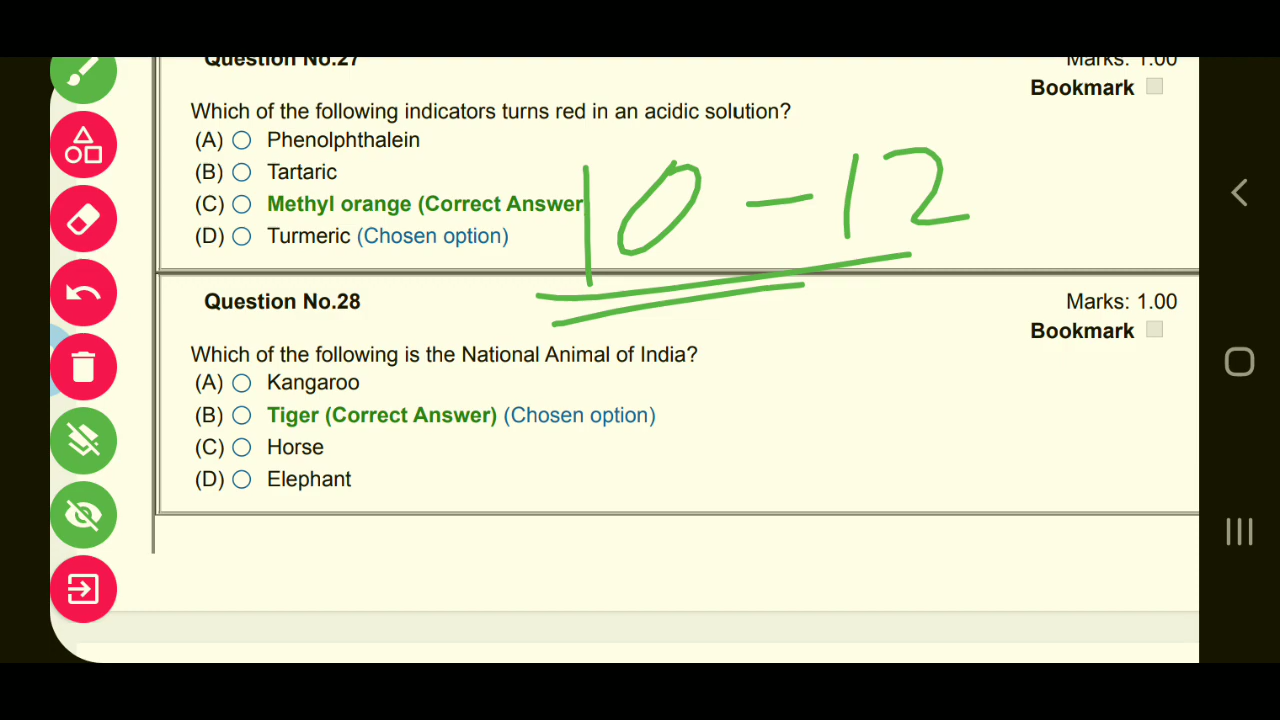 Question No.27 Marks: 1.00
Bookmark
Which of the following indicators turns red in an acidic solution?
(A) Phenolphthalein
(B) Tartaric
(C) Methyl orange (Correct Answer
(D) Turmeric (Chosen option)
10-12
Question No.28 Marks: 1.00
Bookmark
Which of the following is the National Animal of India?
(A) Kangaroo
(B) Tiger (Correct Answer) (Chosen option)
(C) Horse
(D) Elephant